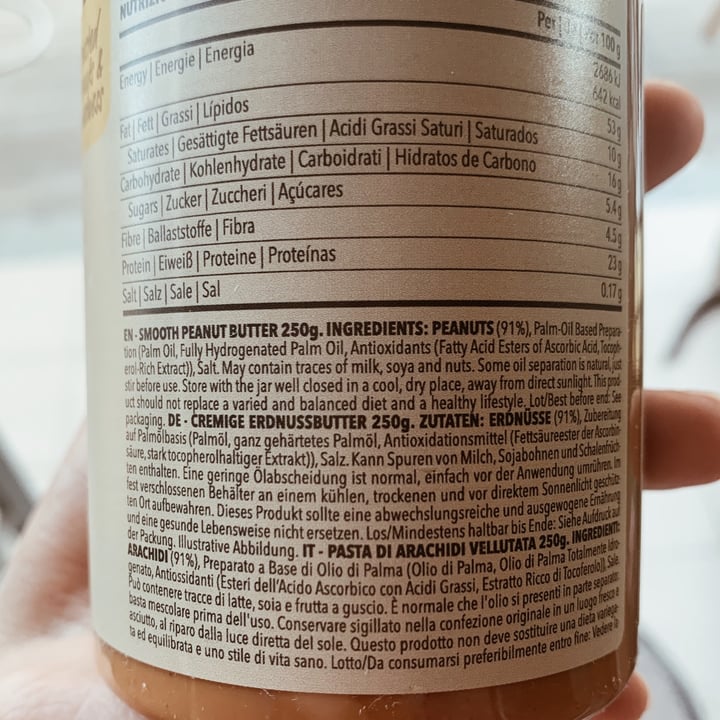 NUTRIZIO
Per | 100 g
Energy | Energie | Energia
2686 kJ
642 kcal
Fat | Fett | Grassi | Lípidos
53 g
Saturates | Gesättigte Fettsäuren | Acidi Grassi Saturi | Saturados
10 g
Carbohydrate | Kohlenhydrate | Carboidrati | Hidratos de Carbono
16 g
Sugars | Zucker | Zuccheri | Açúcares
5.4 g
Fibre | Ballaststoffe | Fibra
4.5 g
Protein | Eiweiß | Proteine | Proteínas
23 g
Salt | Salz | Sale | Sal
0.17 g
EN - SMOOTH PEANUT BUTTER 250g. INGREDIENTS: PEANUTS (91%), Palm-Oil Based Prepara-
tion (Palm Oil, Fully Hydrogenated Palm Oil, Antioxidants (Fatty Acid Esters of Ascorbic Acid, Tocoph-
erol-Rich Extract)), Salt. May contain traces of milk, soya and nuts. Some oil separation is natural, just
stir before use. Store with the jar well closed in a cool, dry place, away from direct sunlight. This prod-
uct should not replace a varied and balanced diet and a healthy lifestyle. Lot/Best before end: See
packaging. DE - CREMIGE ERDNUSSBUTTER 250g. ZUTATEN: ERDNÜSSE (91%), Zubereitung
auf Palmölbasis (Palmöl, ganz gehärtetes Palmöl, Antioxidationsmittel (Fettsäureester der Ascorbin-
säure, stark tocopherolhaltiger Extrakt)), Salz. Kann Spuren von Milch, Sojabohnen und Schalenfrüch-
ten enthalten. Eine geringe Ölabscheidung ist normal, einfach vor der Anwendung umrühren. Im
fest verschlossenen Behälter an einem kühlen, trockenen und vor direktem Sonnenlicht geschütz-
ten Ort aufbewahren. Dieses Produkt sollte eine abwechslungsreiche und ausgewogene Ernährung
und eine gesunde Lebensweise nicht ersetzen. Los/Mindestens haltbar bis Ende: Siehe Aufdruck auf
der Packung. Illustrative Abbildung. IT - PASTA DI ARACHIDI VELLUTATA 250g. INGREDIENTI:
ARACHIDI (91%), Preparato a Base di Olio di Palma (Olio di Palma, Olio di Palma Totalmente Idro-
genato, Antiossidanti (Esteri dell'Acido Ascorbico con Acidi Grassi, Estratto Ricco di Tocoferolo)), Sale.
Può contenere tracce di latte, soia e frutta a guscio. È normale che l'olio si presenti in parte separato:
basta mescolare prima dell'uso. Conservare sigillato nella confezione originale in un luogo fresco e
asciutto, al riparo dalla luce diretta del sole. Questo prodotto non deve sostituire una dieta variega-
ta ed equilibrata e uno stile di vita sano. Lotto/Da consumarsi preferibilmente entro fine: Vedere la